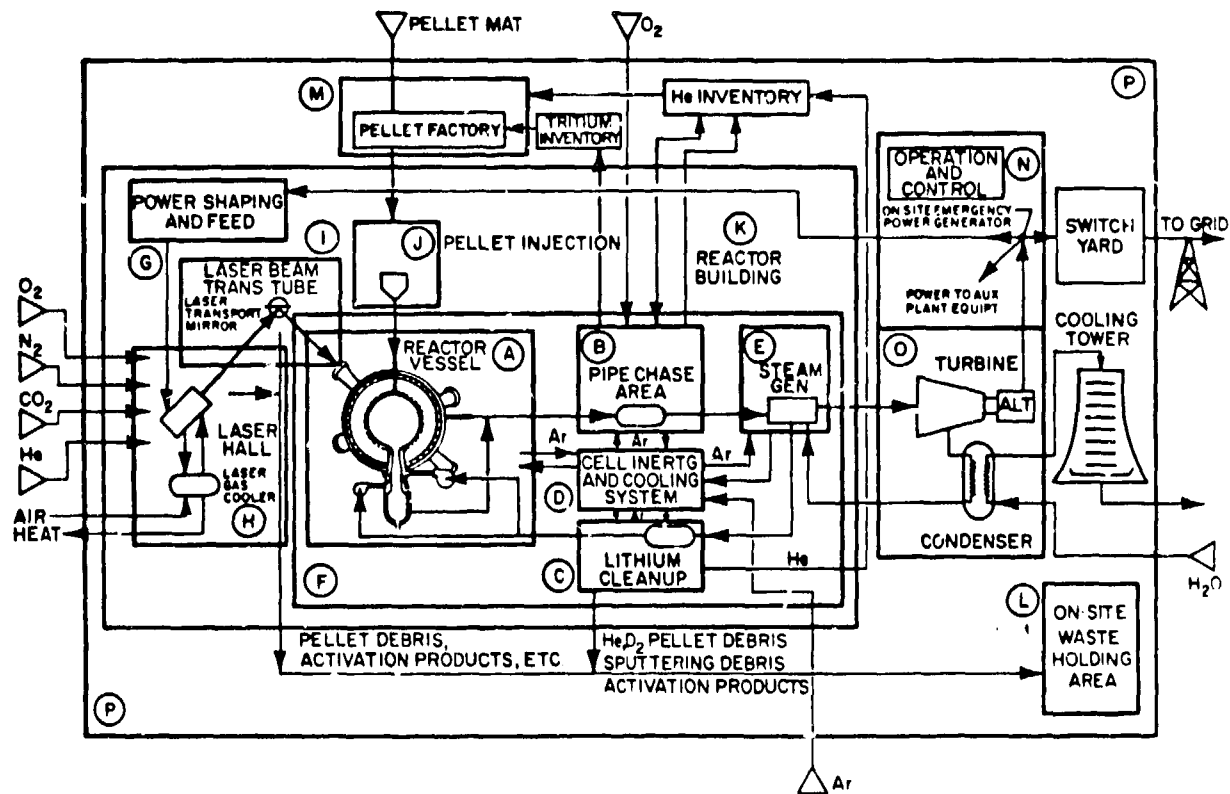 PELLET MAT
O₂
M
P
He INVENTORY
PELLET FACTORY
TRITIUM
INVENTORY
OPERATION
AND
CONTROL
N
POWER SHAPING
AND FEED
ON SITE EMERGENCY
POWER GENERATOR
SWITCH
YARD
TO GRID
I
J
PELLET INJECTION
K
REACTOR
BUILDING
G
LASER BEAM
TRANS TUBE
LASER
TRANSPORT
MIRROR
POWER TO AUX
PLANT EQUIPT
O₂
N₂
CO₂
He
COOLING
TOWER
REACTOR
VESSEL
A
B
PIPE CHASE
AREA
E
STEAM
GEN
O
TURBINE
ALT
LASER
HALL
LASER
GAS
COOLER
H
AIR
HEAT
Ar
Ar
Ar
CELL INERTG
AND COOLING
SYSTEM
D
CONDENSER
F
C
LITHIUM
CLEANUP
He
H₂O
L
ON-SITE
WASTE
HOLDING
AREA
PELLET DEBRIS,
ACTIVATION PRODUCTS, ETC
He,D₂ PELLET DEBRIS
SPUTTERING DEBRIS
ACTIVATION PRODUCTS
P
Ar